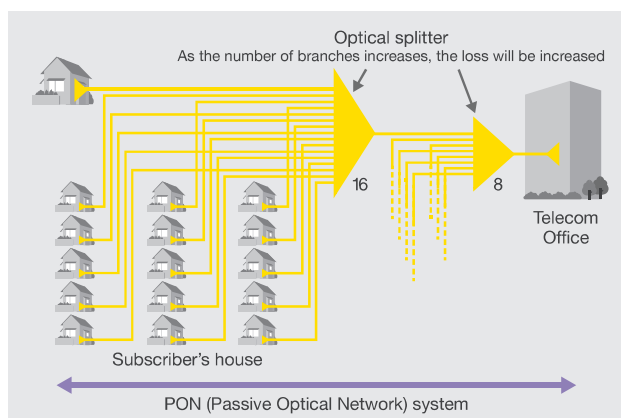 Optical splitter
As the number of branches increases, the loss will be increased
16
8
Telecom
Office
Subscriber's house
PON (Passive Optical Network) system